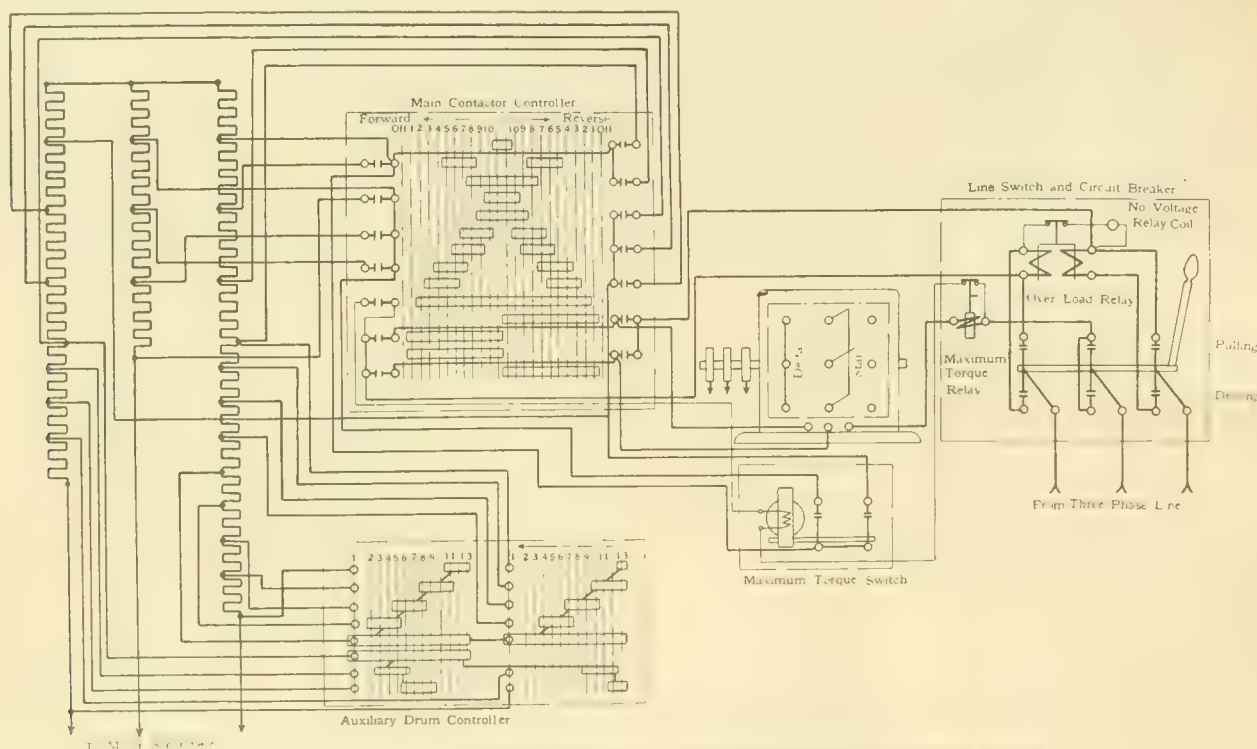 Main Contactor Controller
Forward ← — → Reverse
Off 1 2 3 4 5 6 7 8 9 10 10 9 8 7 6 5 4 3 2 1 Off
Line Switch and Circuit Breaker
No Voltage
Relay Coil
Over Load Relay
Maximum
Torque
Relay
Delta
Star
Pulling
From Three Phase Line
Maximum Torque Switch
1 2 3 4 5 6 7 8 9 11 13
1 2 3 4 5 6 7 8 9 11 13 1
Auxiliary Drum Controller